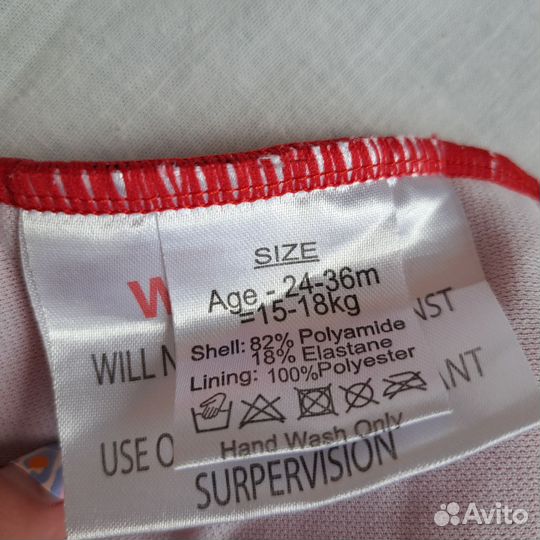 SIZE
Age - 24-36m
=15-18kg
Shell: 82% Polyamide
18% Elastane
Lining: 100%Polyester
Hand Wash Only
W
WILL
NST
ANT
USE O
SURPERVISION
Avito